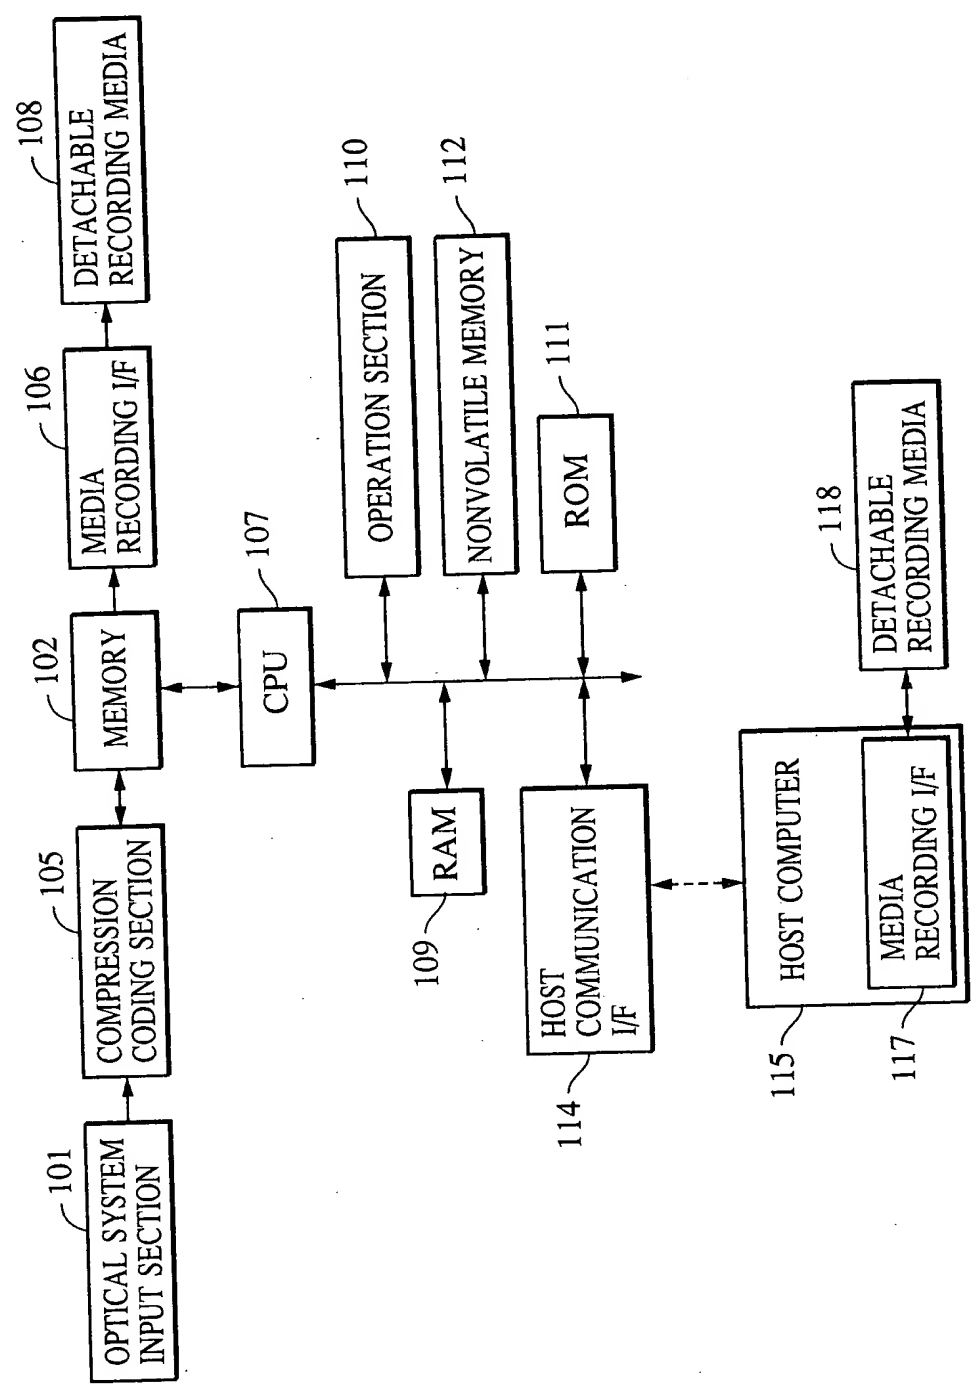 101
OPTICAL SYSTEM
INPUT SECTION
105
COMPRESSION
CODING SECTION
102
MEMORY
106
MEDIA
RECORDING I/F
108
DETACHABLE
RECORDING MEDIA
107
CPU
110
OPERATION SECTION
109
RAM
112
NONVOLATILE MEMORY
111
ROM
114
HOST
COMMUNICATION
I/F
115
HOST COMPUTER
117
MEDIA
RECORDING I/F
118
DETACHABLE
RECORDING MEDIA